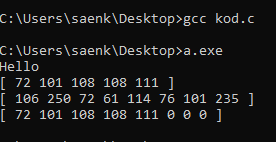 C:\Users\saenk\Desktop>gcc kod.c
C:\Users\saenk\Desktop>a.exe
Hello
[ 72 101 108 108 111 ]
[ 106 250 72 61 114 76 101 235 ]
[ 72 101 108 108 111 0 0 0 ]